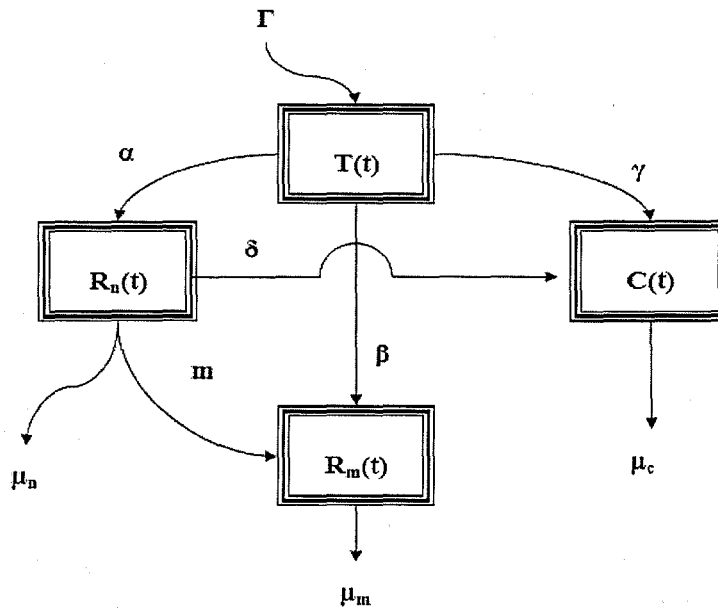 Γ
α
T(t)
γ
δ
R_n(t)
C(t)
m
β
μ_n
R_m(t)
μ_c
μ_m